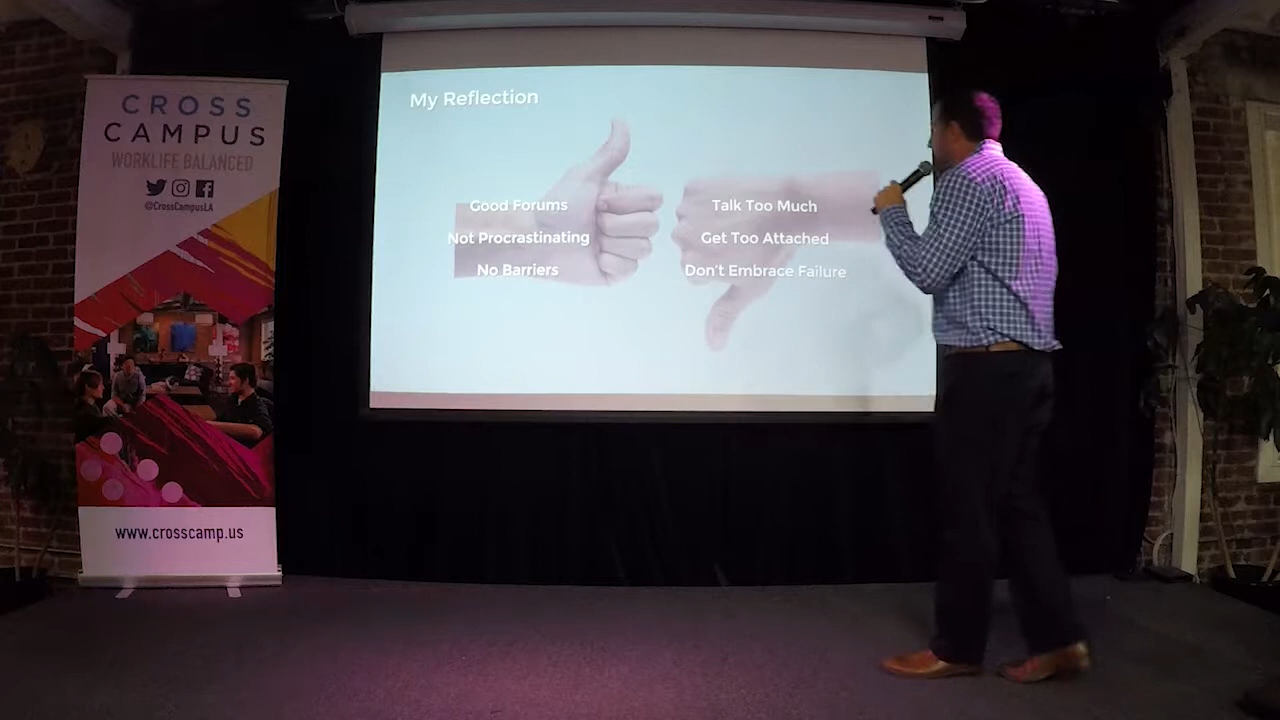 CROSS
CAMPUS
WORKLIFE BALANCED
@CrossCampusLA
www.crosscamp.us
My Reflection
Good Forums
Not Procrastinating
No Barriers
Talk Too Much
Get Too Attached
Don't Embrace Failure